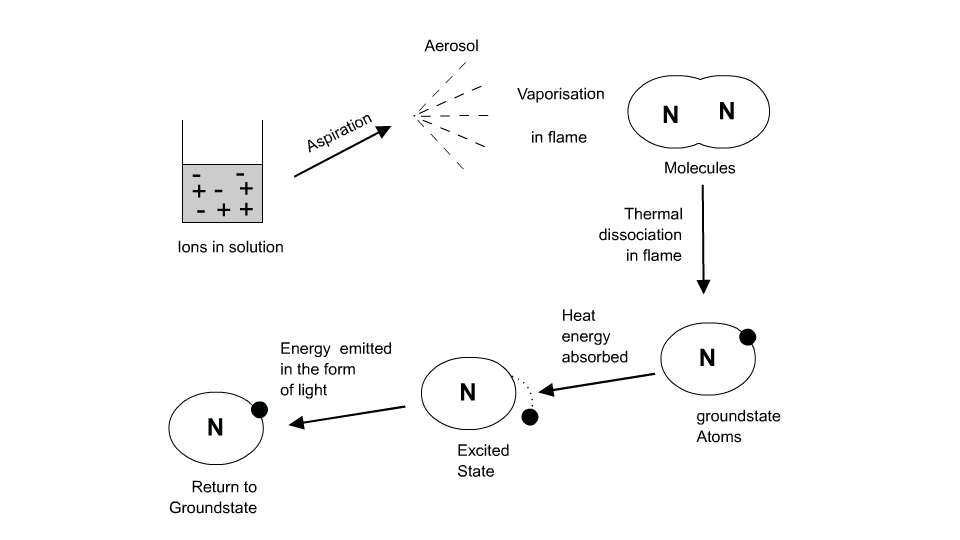 Aerosol
Aspiration
Vaporisation
in flame
N N
Molecules
- -
+ - +
- + +
Ions in solution
Thermal
dissociation
in flame
Heat
energy
absorbed
N
groundstate
Atoms
Energy emitted
in the form
of light
N
Excited
State
N
Return to
Groundstate